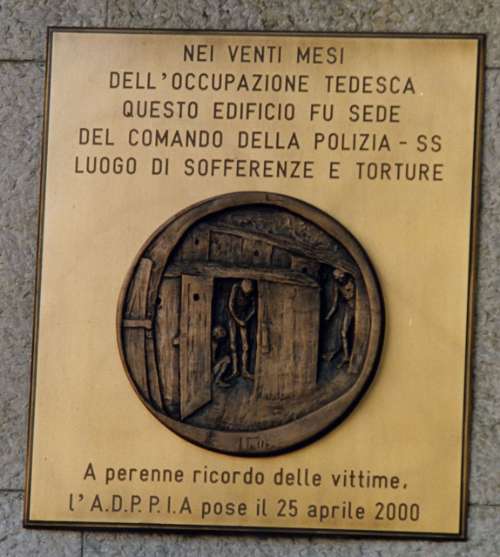 NEI VENTI MESI
DELL'OCCUPAZIONE TEDESCA
QUESTO EDIFICIO FU SEDE
DEL COMANDO DELLA POLIZIA - SS
LUOGO DI SOFFERENZE E TORTURE
A perenne ricordo delle vittime,
l'A.D.P.P.I.A pose il 25 aprile 2000